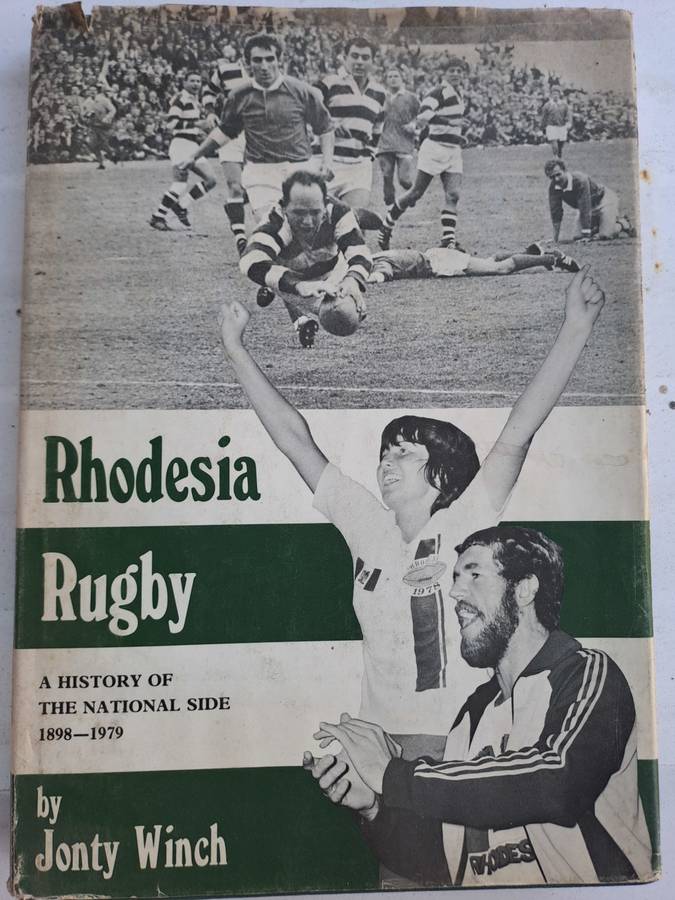 Rhodesia
Rugby
A HISTORY OF
THE NATIONAL SIDE
1898—1979
by
Jonty Winch
1978
RHODES